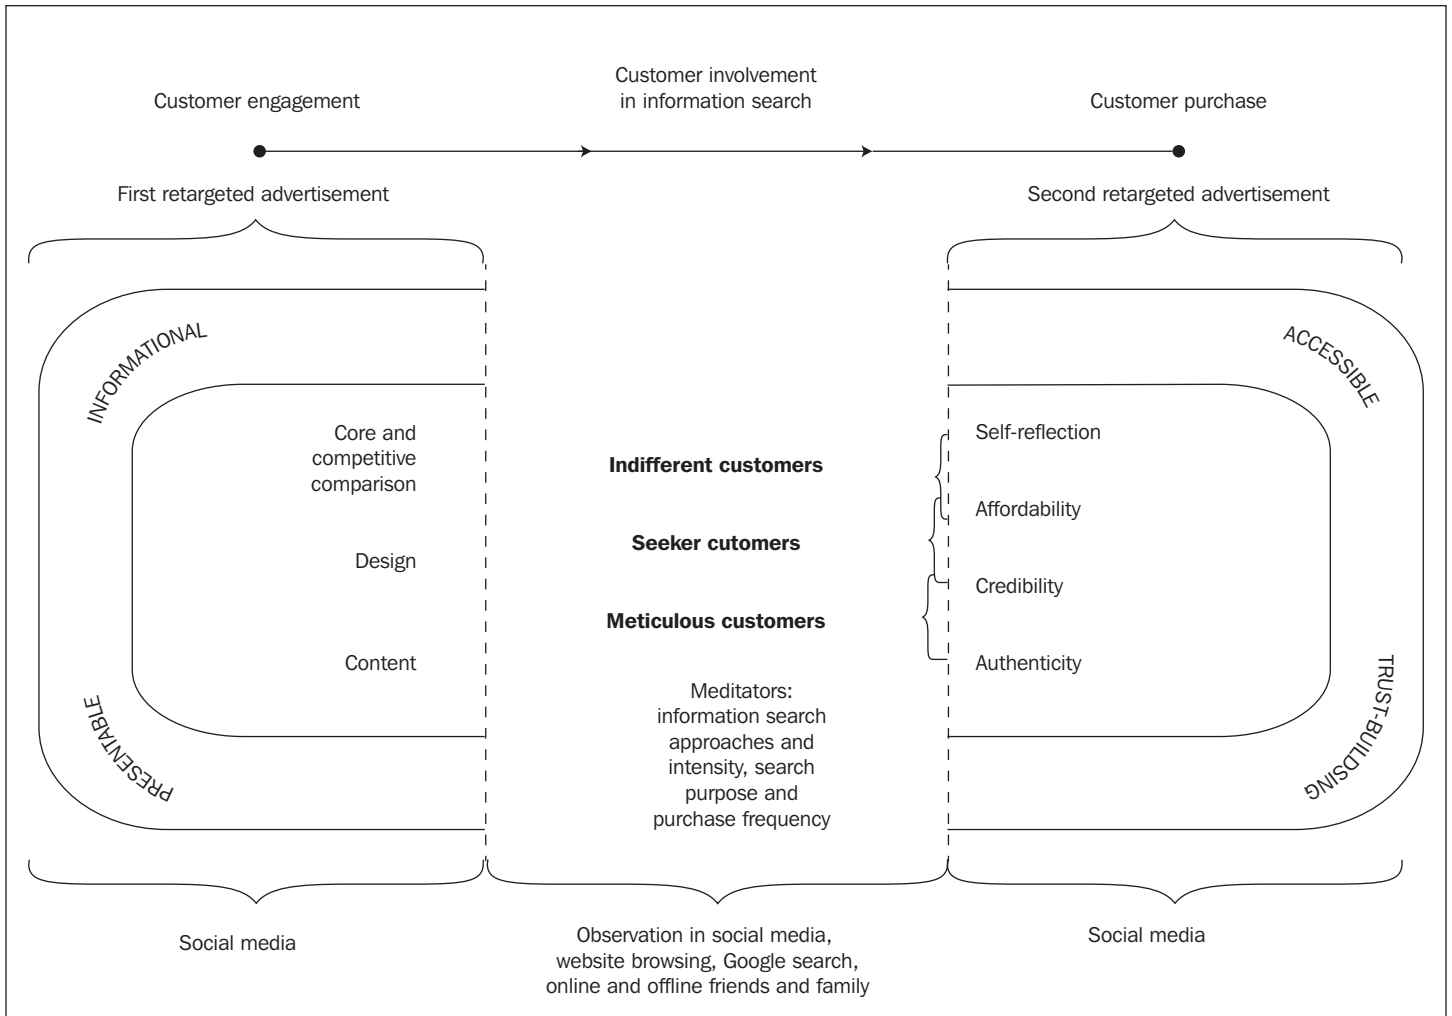 Customer engagement
Customer involvement
in information search
Customer purchase
First retargeted advertisement
Second retargeted advertisement
INFORMATIONAL
PRESENTABLE
Core and
competitive
comparison
Design
Content
Indifferent customers
Seeker cutomers
Meticulous customers
Meditators:
information search
approaches and
intensity, search
purpose and
purchase frequency
Self-reflection
Affordability
Credibility
Authenticity
ACCESSIBLE
TRUST-BUILDSING
Social media
Observation in social media,
website browsing, Google search,
online and offline friends and family
Social media